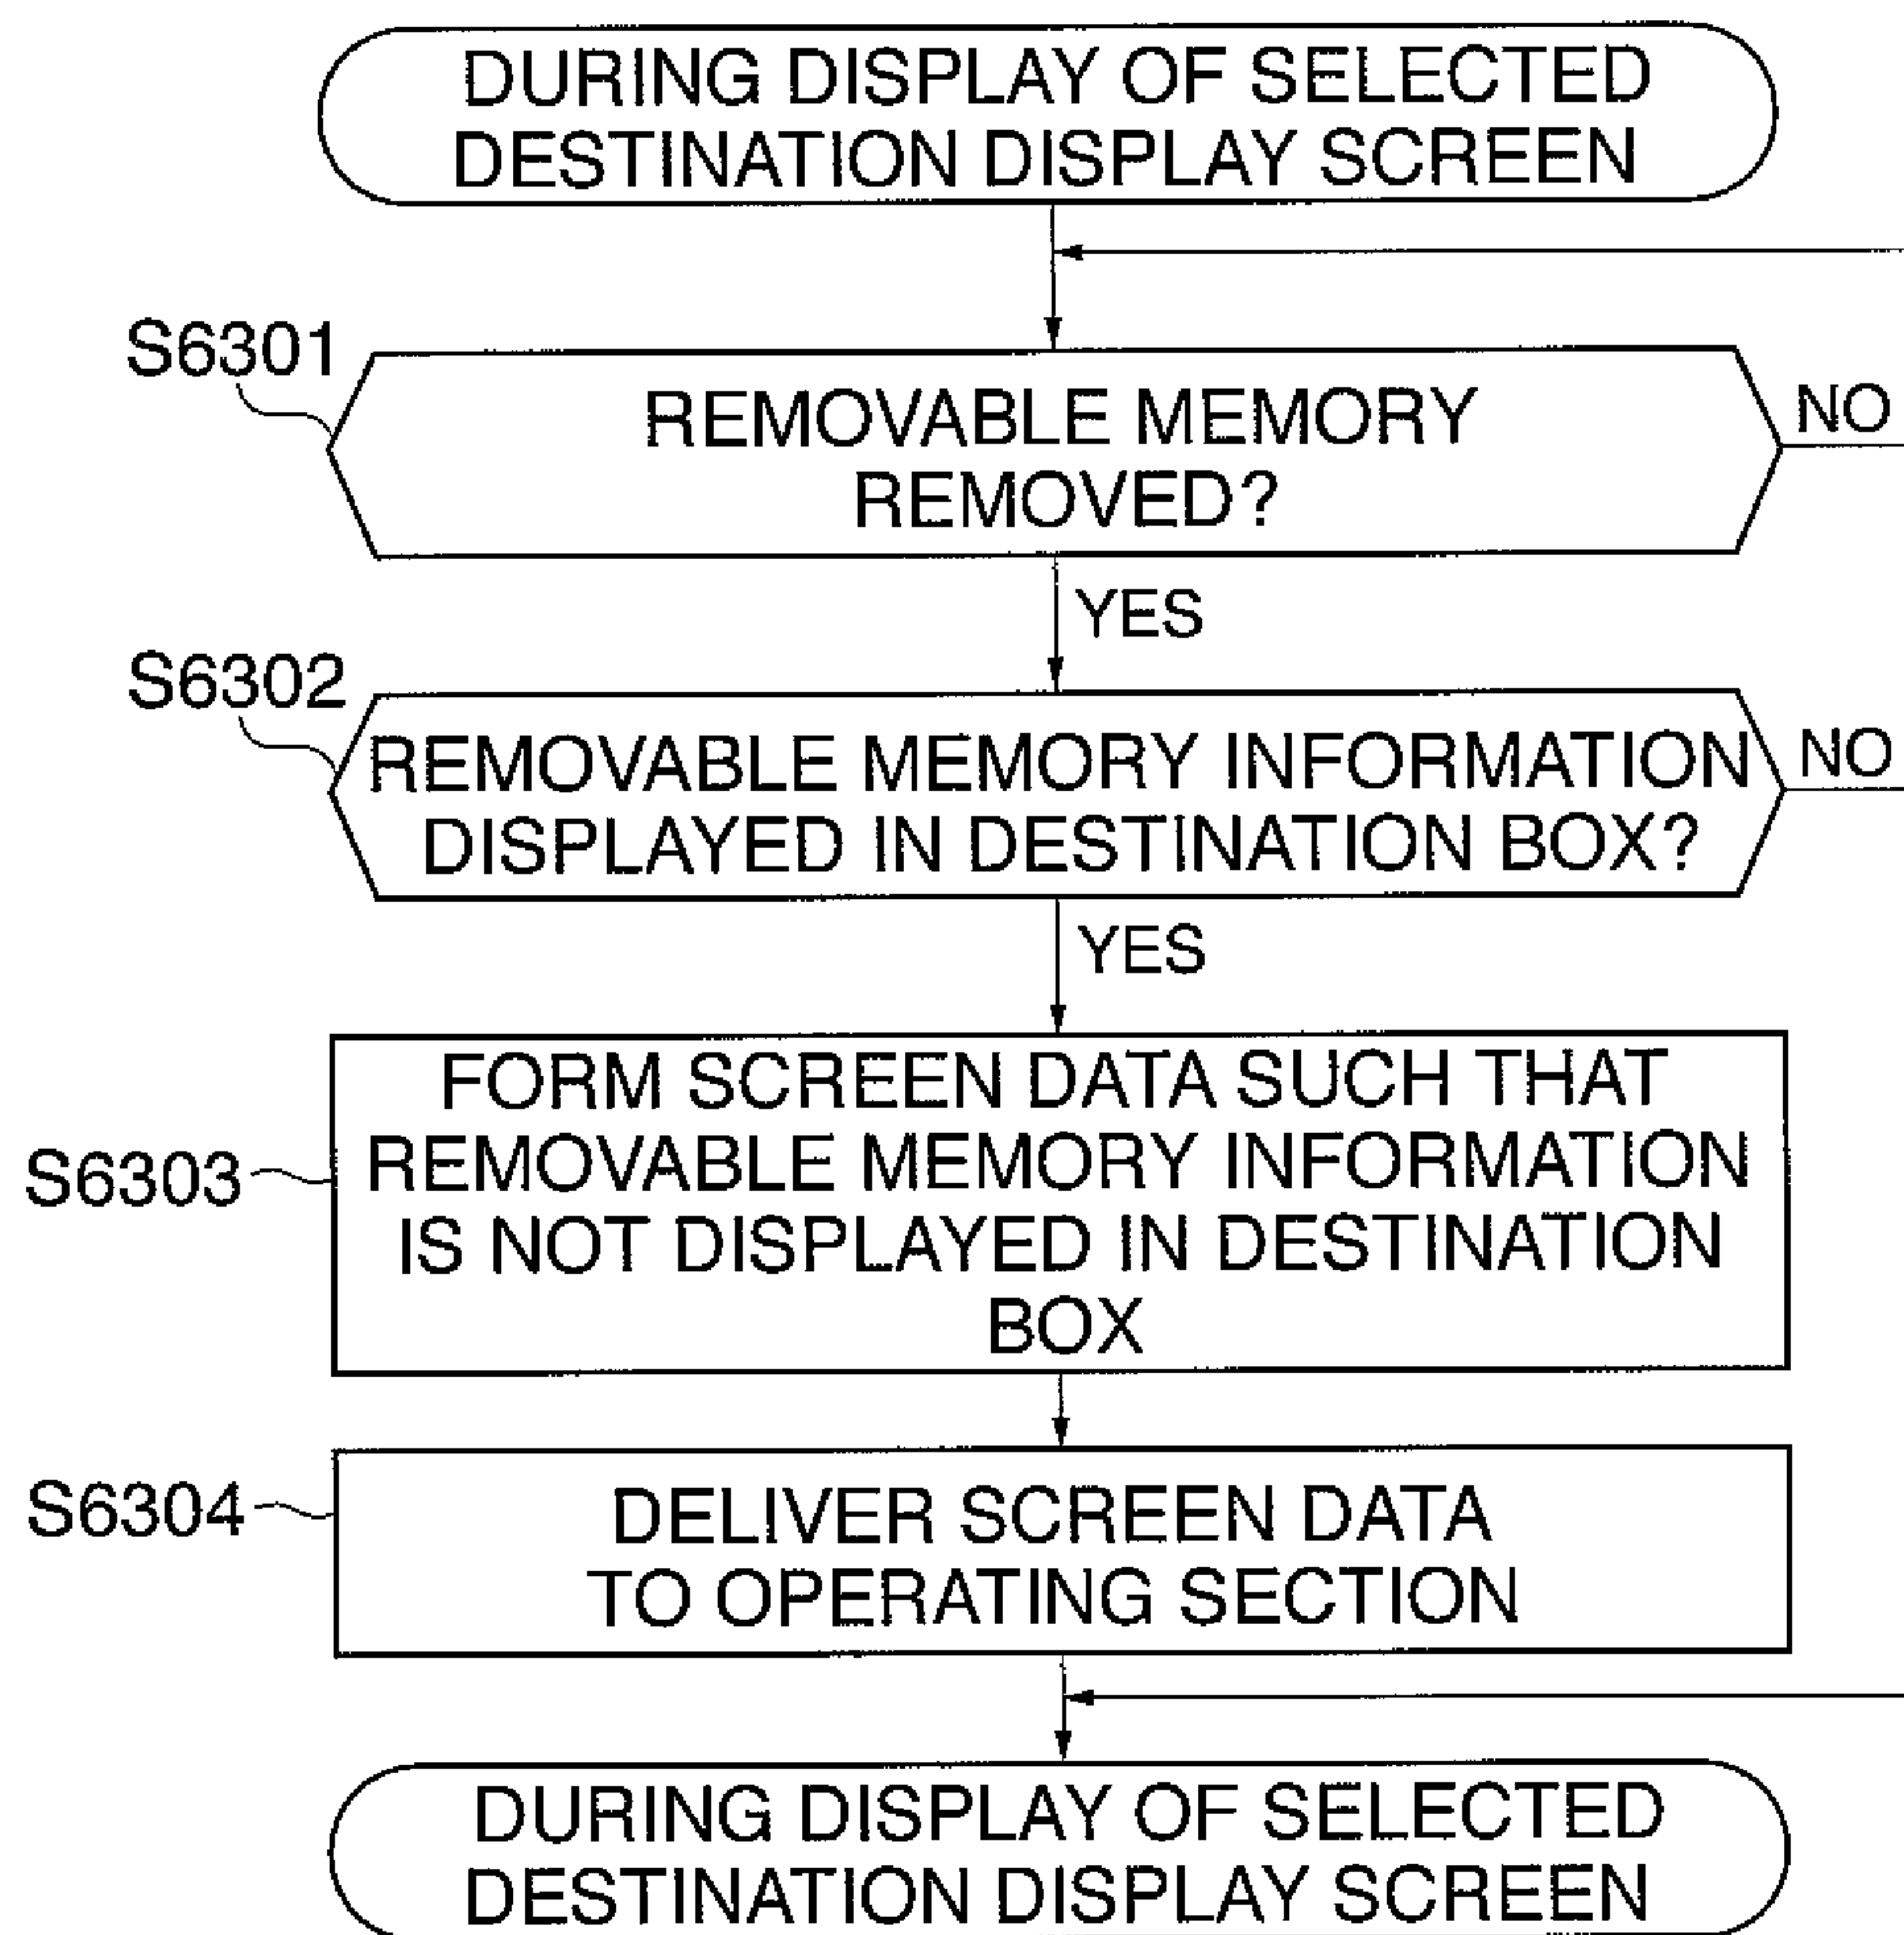 DURING DISPLAY OF SELECTED
DESTINATION DISPLAY SCREEN
S6301
REMOVABLE MEMORY
REMOVED?
NO
YES
S6302
REMOVABLE MEMORY INFORMATION
DISPLAYED IN DESTINATION BOX?
NO
YES
S6303
FORM SCREEN DATA SUCH THAT
REMOVABLE MEMORY INFORMATION
IS NOT DISPLAYED IN DESTINATION
BOX
S6304
DELIVER SCREEN DATA
TO OPERATING SECTION
DURING DISPLAY OF SELECTED
DESTINATION DISPLAY SCREEN